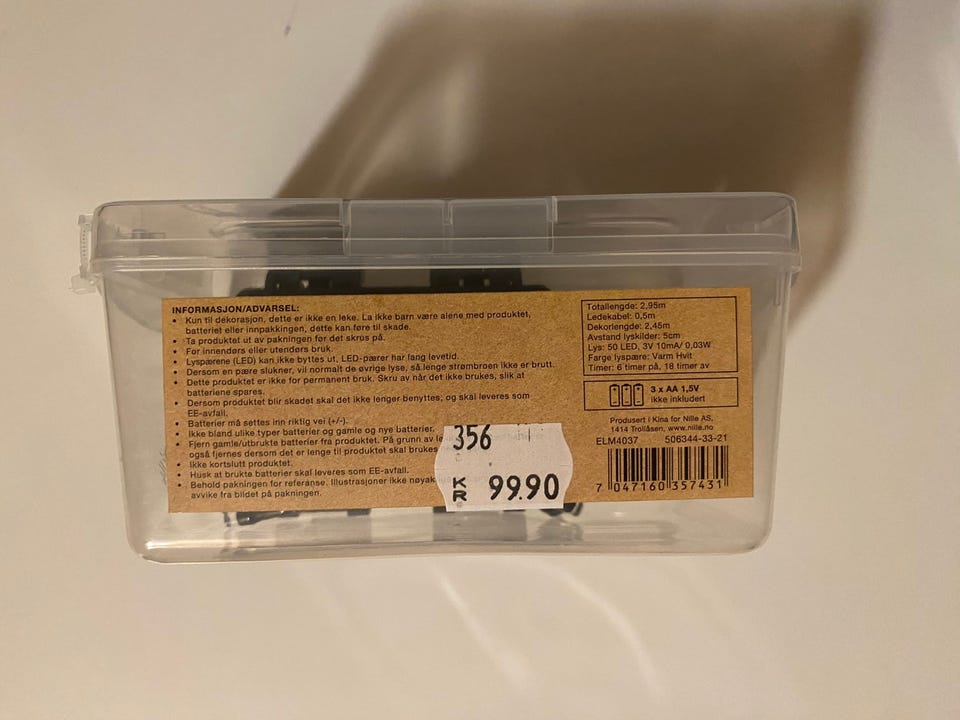 INFORMASJON/ADVARSEL:
• Kun til dekorasjon, dette er ikke en leke. La ikke barn være alene med produktet,
batteriet eller innpakkingen, dette kan føre til skade.
• Ta produktet ut av pakningen før det skrus på.
• For innendørs eller utendørs bruk.
• Lyspærene (LED) kan ikke byttes ut, LED-pærer har lang levetid.
• Dersom en pære slukner, vil normalt de øvrige lyse, så lenge strømbroen ikke er brutt.
• Dette produktet er ikke for permanent bruk. Skru av når det ikke brukes, slik at
batteriene spares.
• Dersom produktet blir skadet skal det ikke lenger benyttes, og skal leveres som
EE-avfall.
• Batterier må settes inn riktig vei (+/-).
• Ikke bland ulike typer batterier og gamle og nye batterier.
• Fjern gamle/utbrukte batterier fra produktet. På grunn av
også fjernes dersom det er lenge til produktet skal brukes
• Ikke kortslutt produktet.
• Husk at brukte batterier skal leveres som EE-avfall.
• Behold pakningen for referanse. Illustrasjoner ikke
avvike fra bildet på pakningen.
356
KR 99.90
Totallengde: 2,95m
Ledekabel: 0,5m
Dekorlengde: 2,45m
Avstand lyskilder: 5cm
Lys: 50 LED, 3V 10mA/ 0,03W
Farge lyspære: Varm Hvit
Timer: 6 timer på, 18 timer av
3 x AA 1,5V
ikke inkludert
Produsert i Kina for Nille AS,
1414 Trollåsen, www.nille.no
ELM4037 506344-33-21
7 047160 357431